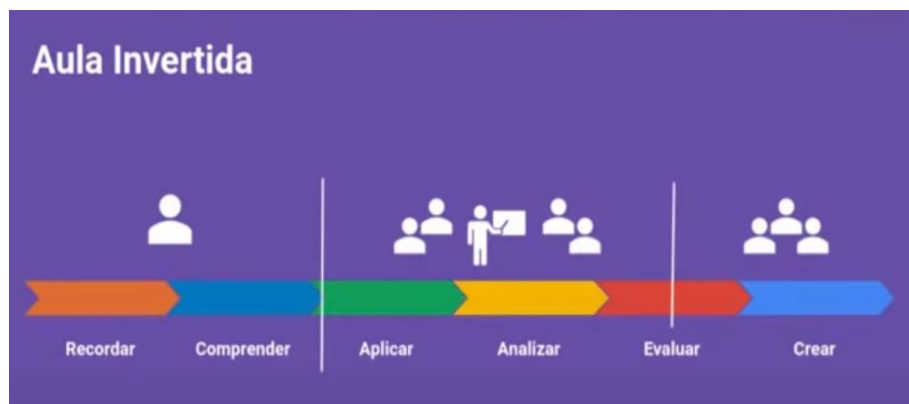 Aula Invertida
Recordar Comprender Aplicar Analizar Evaluar Crear